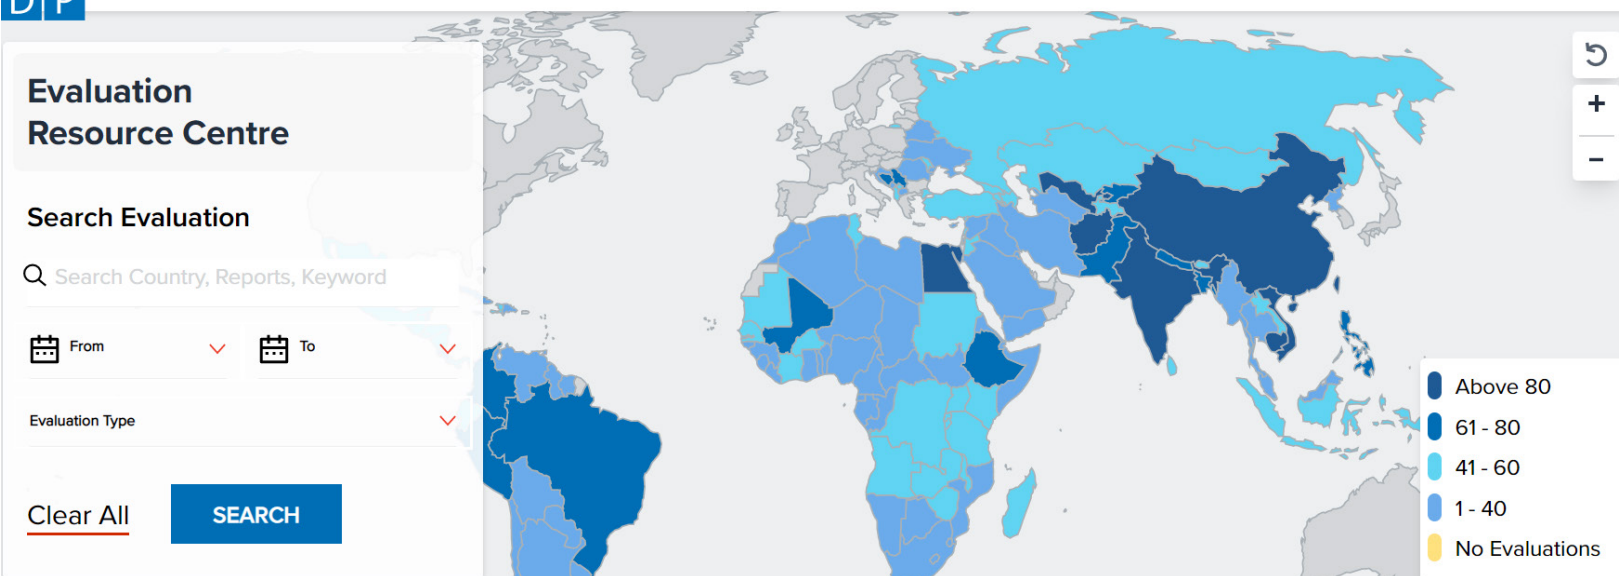 DP
Evaluation
Resource Centre
Search Evaluation
Search Country, Reports, Keyword
From
To
Evaluation Type
Clear All
SEARCH
+
−
Above 80
61 - 80
41 - 60
1 - 40
No Evaluations